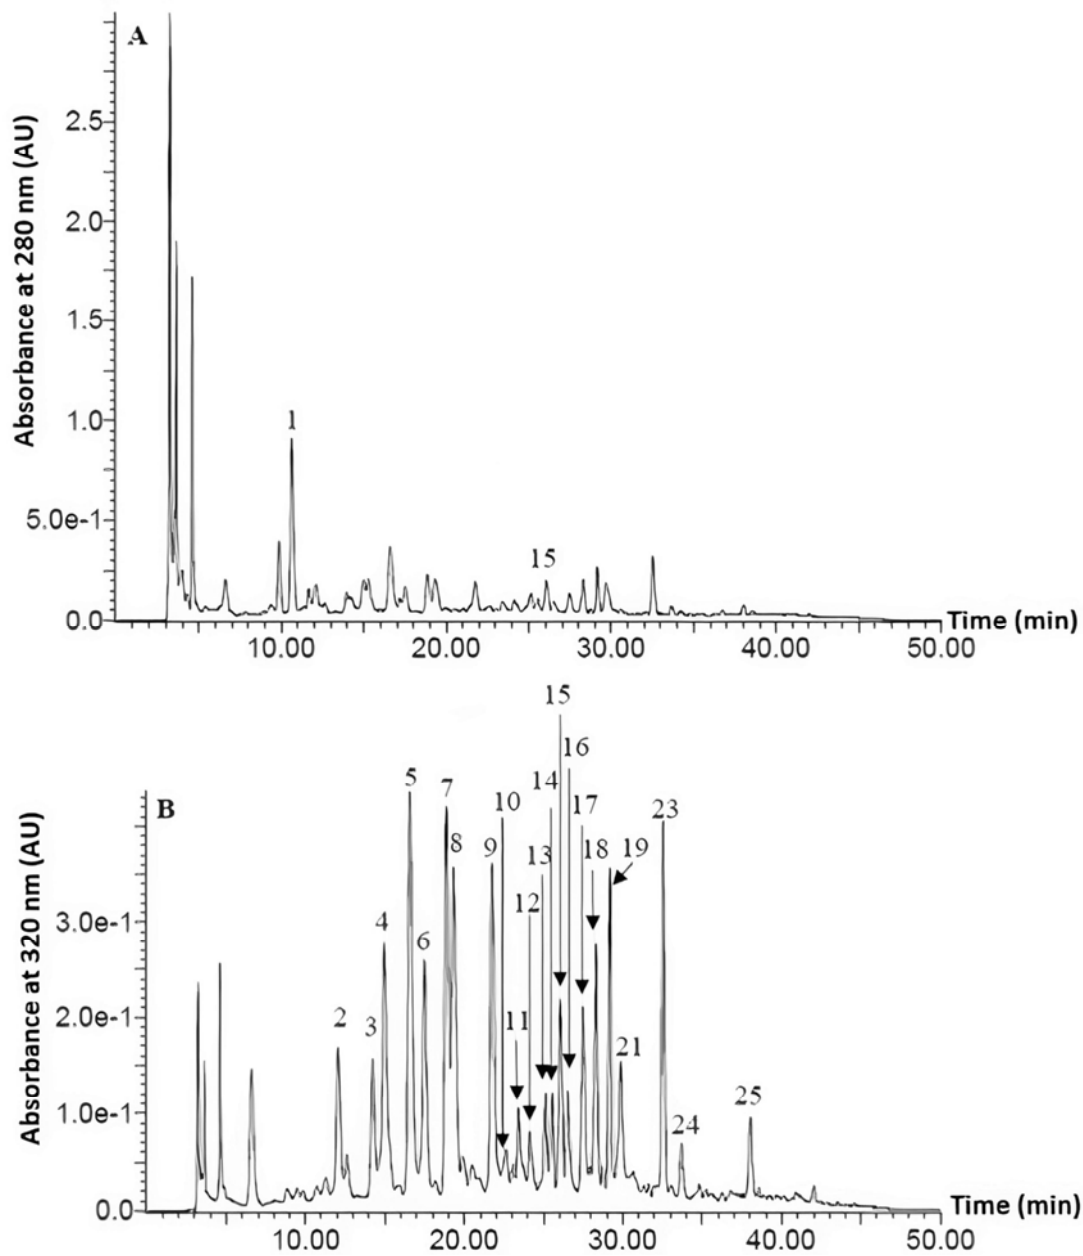 A
Absorbance at 280 nm (AU)
2.5
2.0
1.5
1.0
5.0e-1
0.0
1
15
Time (min)
10.00 20.00 30.00 40.00 50.00
B
Absorbance at 320 nm (AU)
3.0e-1
2.0e-1
1.0e-1
0.0
2
3
4
5
6
7
8
9
10
11
12
13
14
15
16
17
18
19
21
23
24
25
Time (min)
10.00 20.00 30.00 40.00 50.00